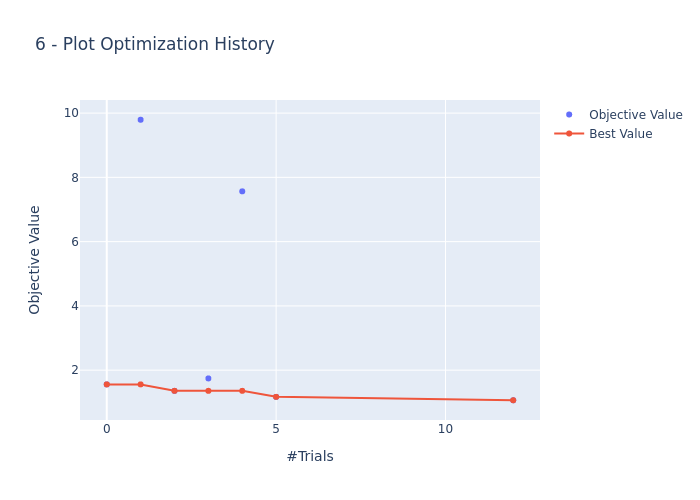 6 - Plot Optimization History
Objective Value
Best Value
10
8
6
4
2
Objective Value
0
5
10
#Trials